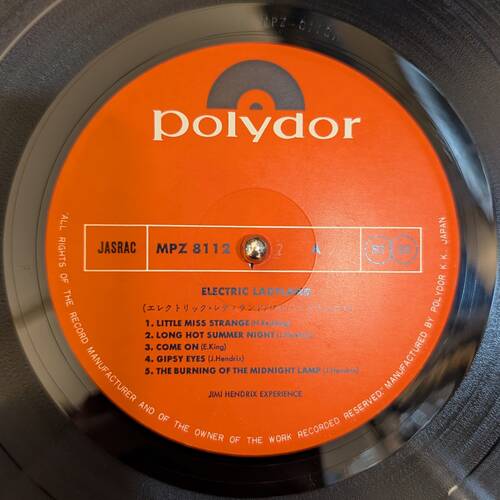 polydor
JASRAC
MPZ 8112
A
ELECTRIC LADYLAND
1. LITTLE MISS STRANGE
2. LONG HOT SUMMER NIGHT (J.Hendrix)
3. COME ON (E.King)
4. GIPSY EYES (J.Hendrix)
5. THE BURNING OF THE MIDNIGHT LAMP (J.Hendrix)
JIMI HENDRIX EXPERIENCE
"ALL RIGHTS OF THE RECORD MANUFACTURER AND OF THE OWNER OF THE WORK RECORDED RESERVED." MANUFACTURED BY POLYDOR K.K. JAPAN